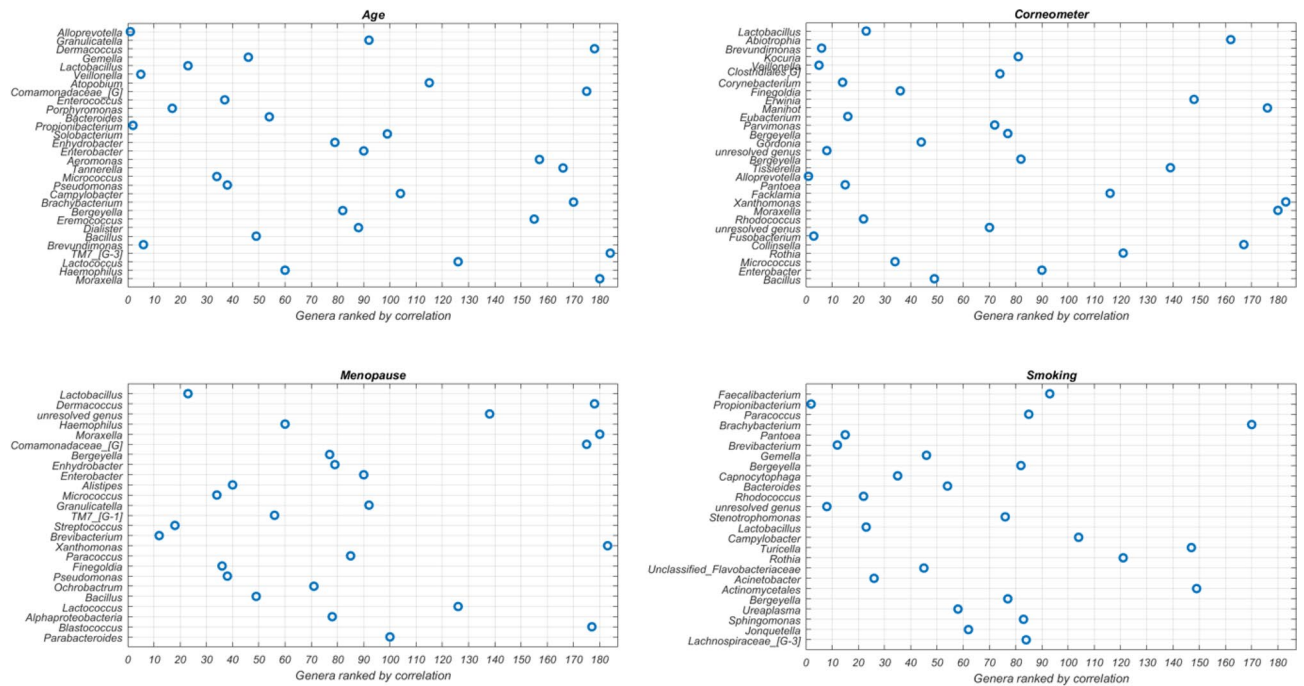 Age
Alloprevotella
Granulicatella
Dermacoccus
Gemella
Lactobacillus
Veillonella
Atopobium
Comamonadaceae_[G]
Enterococcus
Porphyromonas
Bacteroides
Propionibacterium
Solobacterium
Enhydrobacter
Enterobacter
Aeromonas
Tannerella
Micrococcus
Pseudomonas
Campylobacter
Brachybacterium
Bergeyella
Eremococcus
Dialister
Bacillus
Brevundimonas
TM7_[G-3]
Lactococcus
Haemophilus
Moraxella
0 10 20 30 40 50 60 70 80 90 100 110 120 130 140 150 160 170 180
Genera ranked by correlation
Corneometer
Lactobacillus
Abiotrophia
Brevundimonas
Kocuria
Veillonella
Clostridiales_G]
Corynebacterium
Finegoldia
Erwinia
Manihot
Eubacterium
Parvimonas
Bergeyella
Gordonia
unresolved genus
Bergeyella
Tissierella
Alloprevotella
Pantoea
Facklamia
Xanthomonas
Moraxella
Rhodococcus
unresolved genus
Fusobacterium
Collinsella
Rothia
Micrococcus
Enterobacter
Bacillus
0 10 20 30 40 50 60 70 80 90 100 110 120 130 140 150 160 170 180
Genera ranked by correlation
Menopause
Lactobacillus
Dermacoccus
unresolved genus
Haemophilus
Moraxella
Comamonadaceae_[G]
Bergeyella
Enhydrobacter
Enterobacter
Alistipes
Micrococcus
Granulicatella
TM7_[G-1]
Streptococcus
Brevibacterium
Xanthomonas
Paracoccus
Finegoldia
Pseudomonas
Ochrobactrum
Bacillus
Lactococcus
Alphaproteobacteria
Blastococcus
Parabacteroides
0 10 20 30 40 50 60 70 80 90 100 110 120 130 140 150 160 170 180
Genera ranked by correlation
Smoking
Faecalibacterium
Propionibacterium
Paracoccus
Brachybacterium
Pantoea
Brevibacterium
Gemella
Bergeyella
Capnocytophaga
Bacteroides
Rhodococcus
unresolved genus
Stenotrophomonas
Lactobacillus
Campylobacter
Turicella
Rothia
Unclassified_Flavobacteriaceae
Acinetobacter
Actinomycetales
Bergeyella
Ureaplasma
Sphingomonas
Jonquetella
Lachnospiraceae_[G-3]
0 10 20 30 40 50 60 70 80 90 100 110 120 130 140 150 160 170 180
Genera ranked by correlation